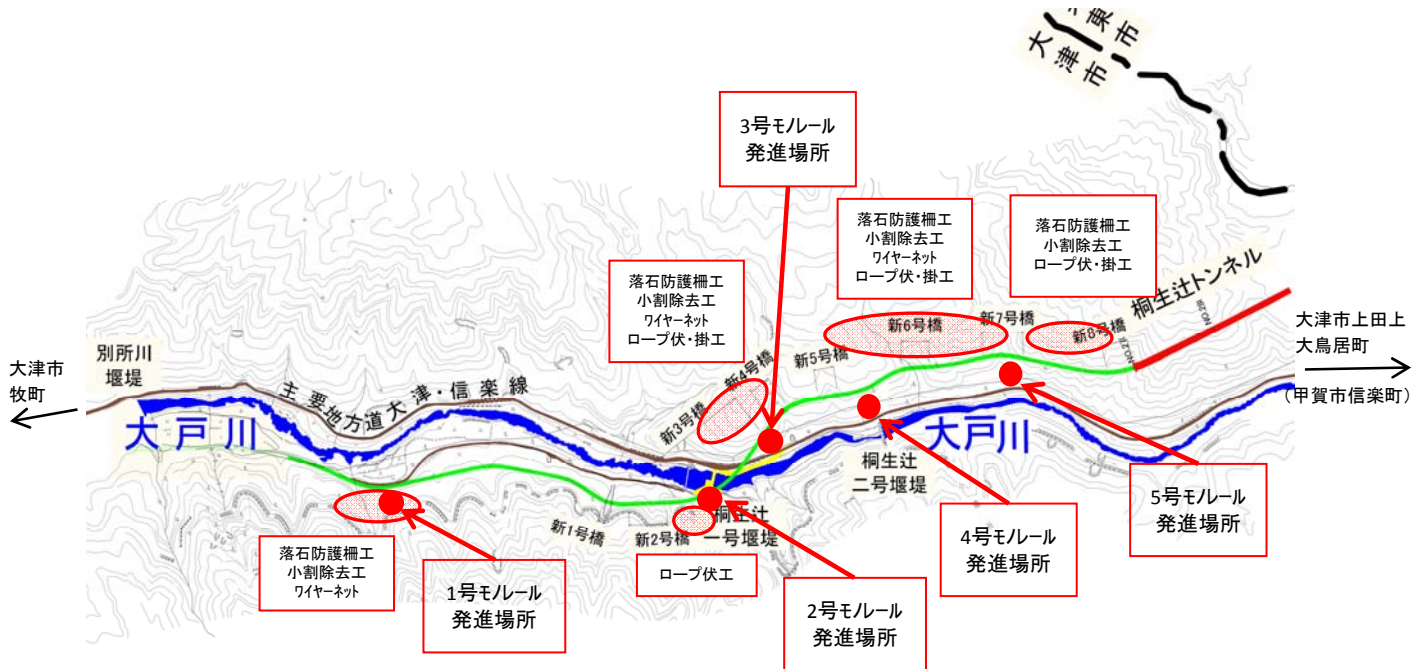 東市
大津市
3号モノレール
発進場所
落石防護柵工
小割除去工
ワイヤーネット
ロープ伏・掛工
落石防護柵工
小割除去工
ロープ伏・掛工
落石防護柵工
小割除去工
ワイヤーネット
ロープ伏・掛工
桐生辻トンネル
NO.291
NO.271
新6号橋
新7号橋
新8号橋
新5号橋
新4号橋
新3号橋
大津市上田上
大鳥居町
(甲賀市信楽町)
別所川
堰堤
大津市
牧町
主要地方道大津・信楽線
大戸川
大戸川
桐生辻
二号堰堤
5号モノレール
発進場所
桐生辻
一号堰堤
新1号橋
新2号橋
4号モノレール
発進場所
落石防護柵工
小割除去工
ワイヤーネット
1号モノレール
発進場所
ロープ伏工
2号モノレール
発進場所